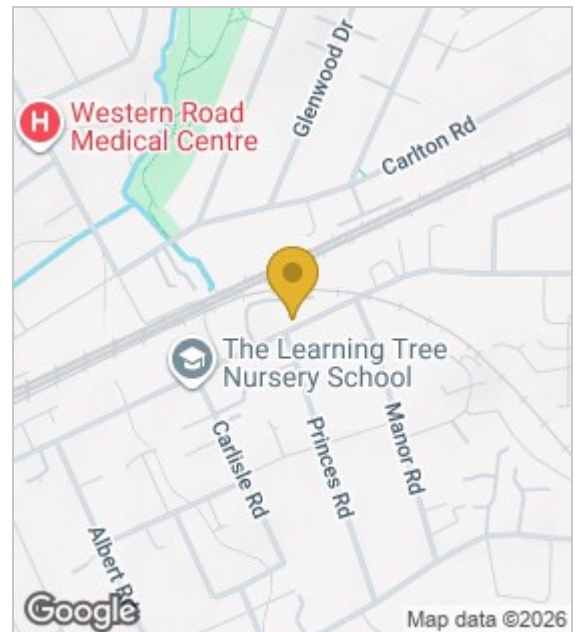 Glenwood Dr
H
Western Road
Medical Centre
Carlton Rd
The Learning Tree
Nursery School
Manor Rd
Princes Rd
Carlisle Rd
Albert Rd
Google
Map data ©2026